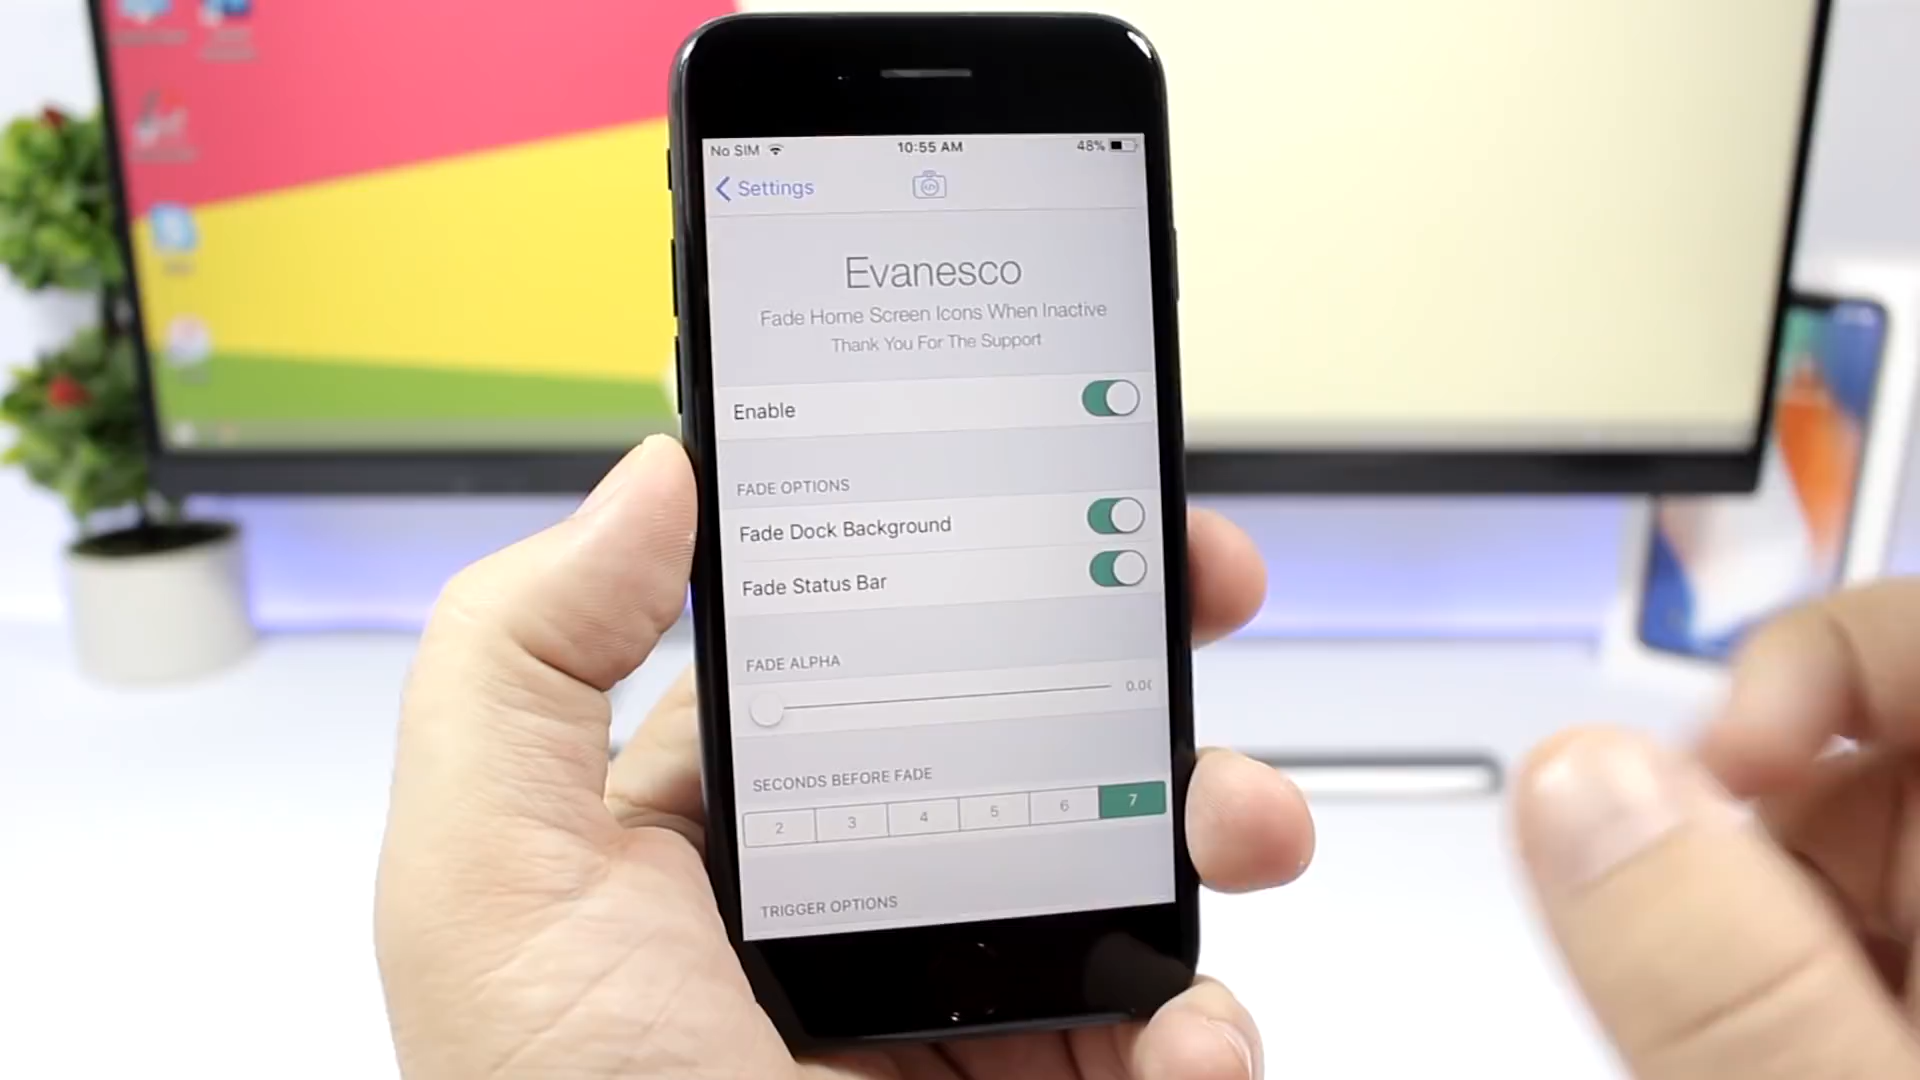 No SIM 10:55 AM 48%
Settings
Evanesco
Fade Home Screen Icons When Inactive
Thank You For The Support
Enable
FADE OPTIONS
Fade Dock Background
Fade Status Bar
FADE ALPHA
0.00
SECONDS BEFORE FADE
2 3 4 5 6 7
TRIGGER OPTIONS